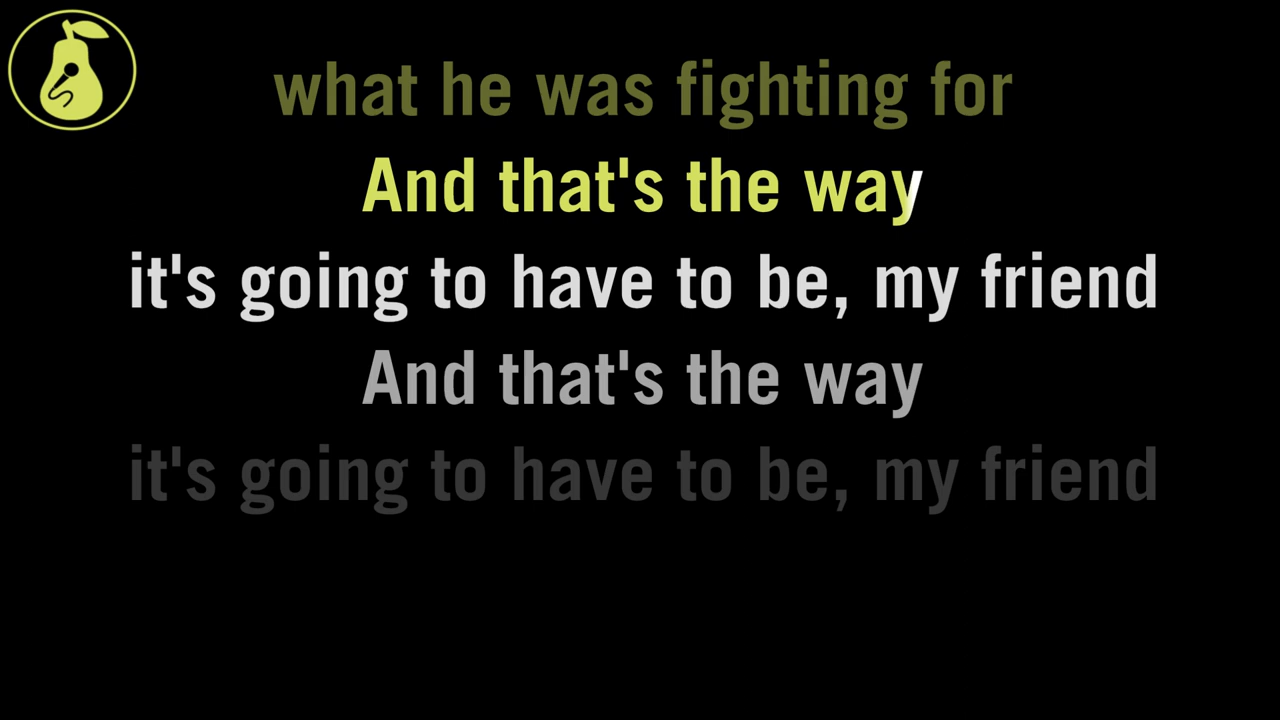 what he was fighting for
And that's the way
it's going to have to be, my friend
And that's the way
it's going to have to be, my friend